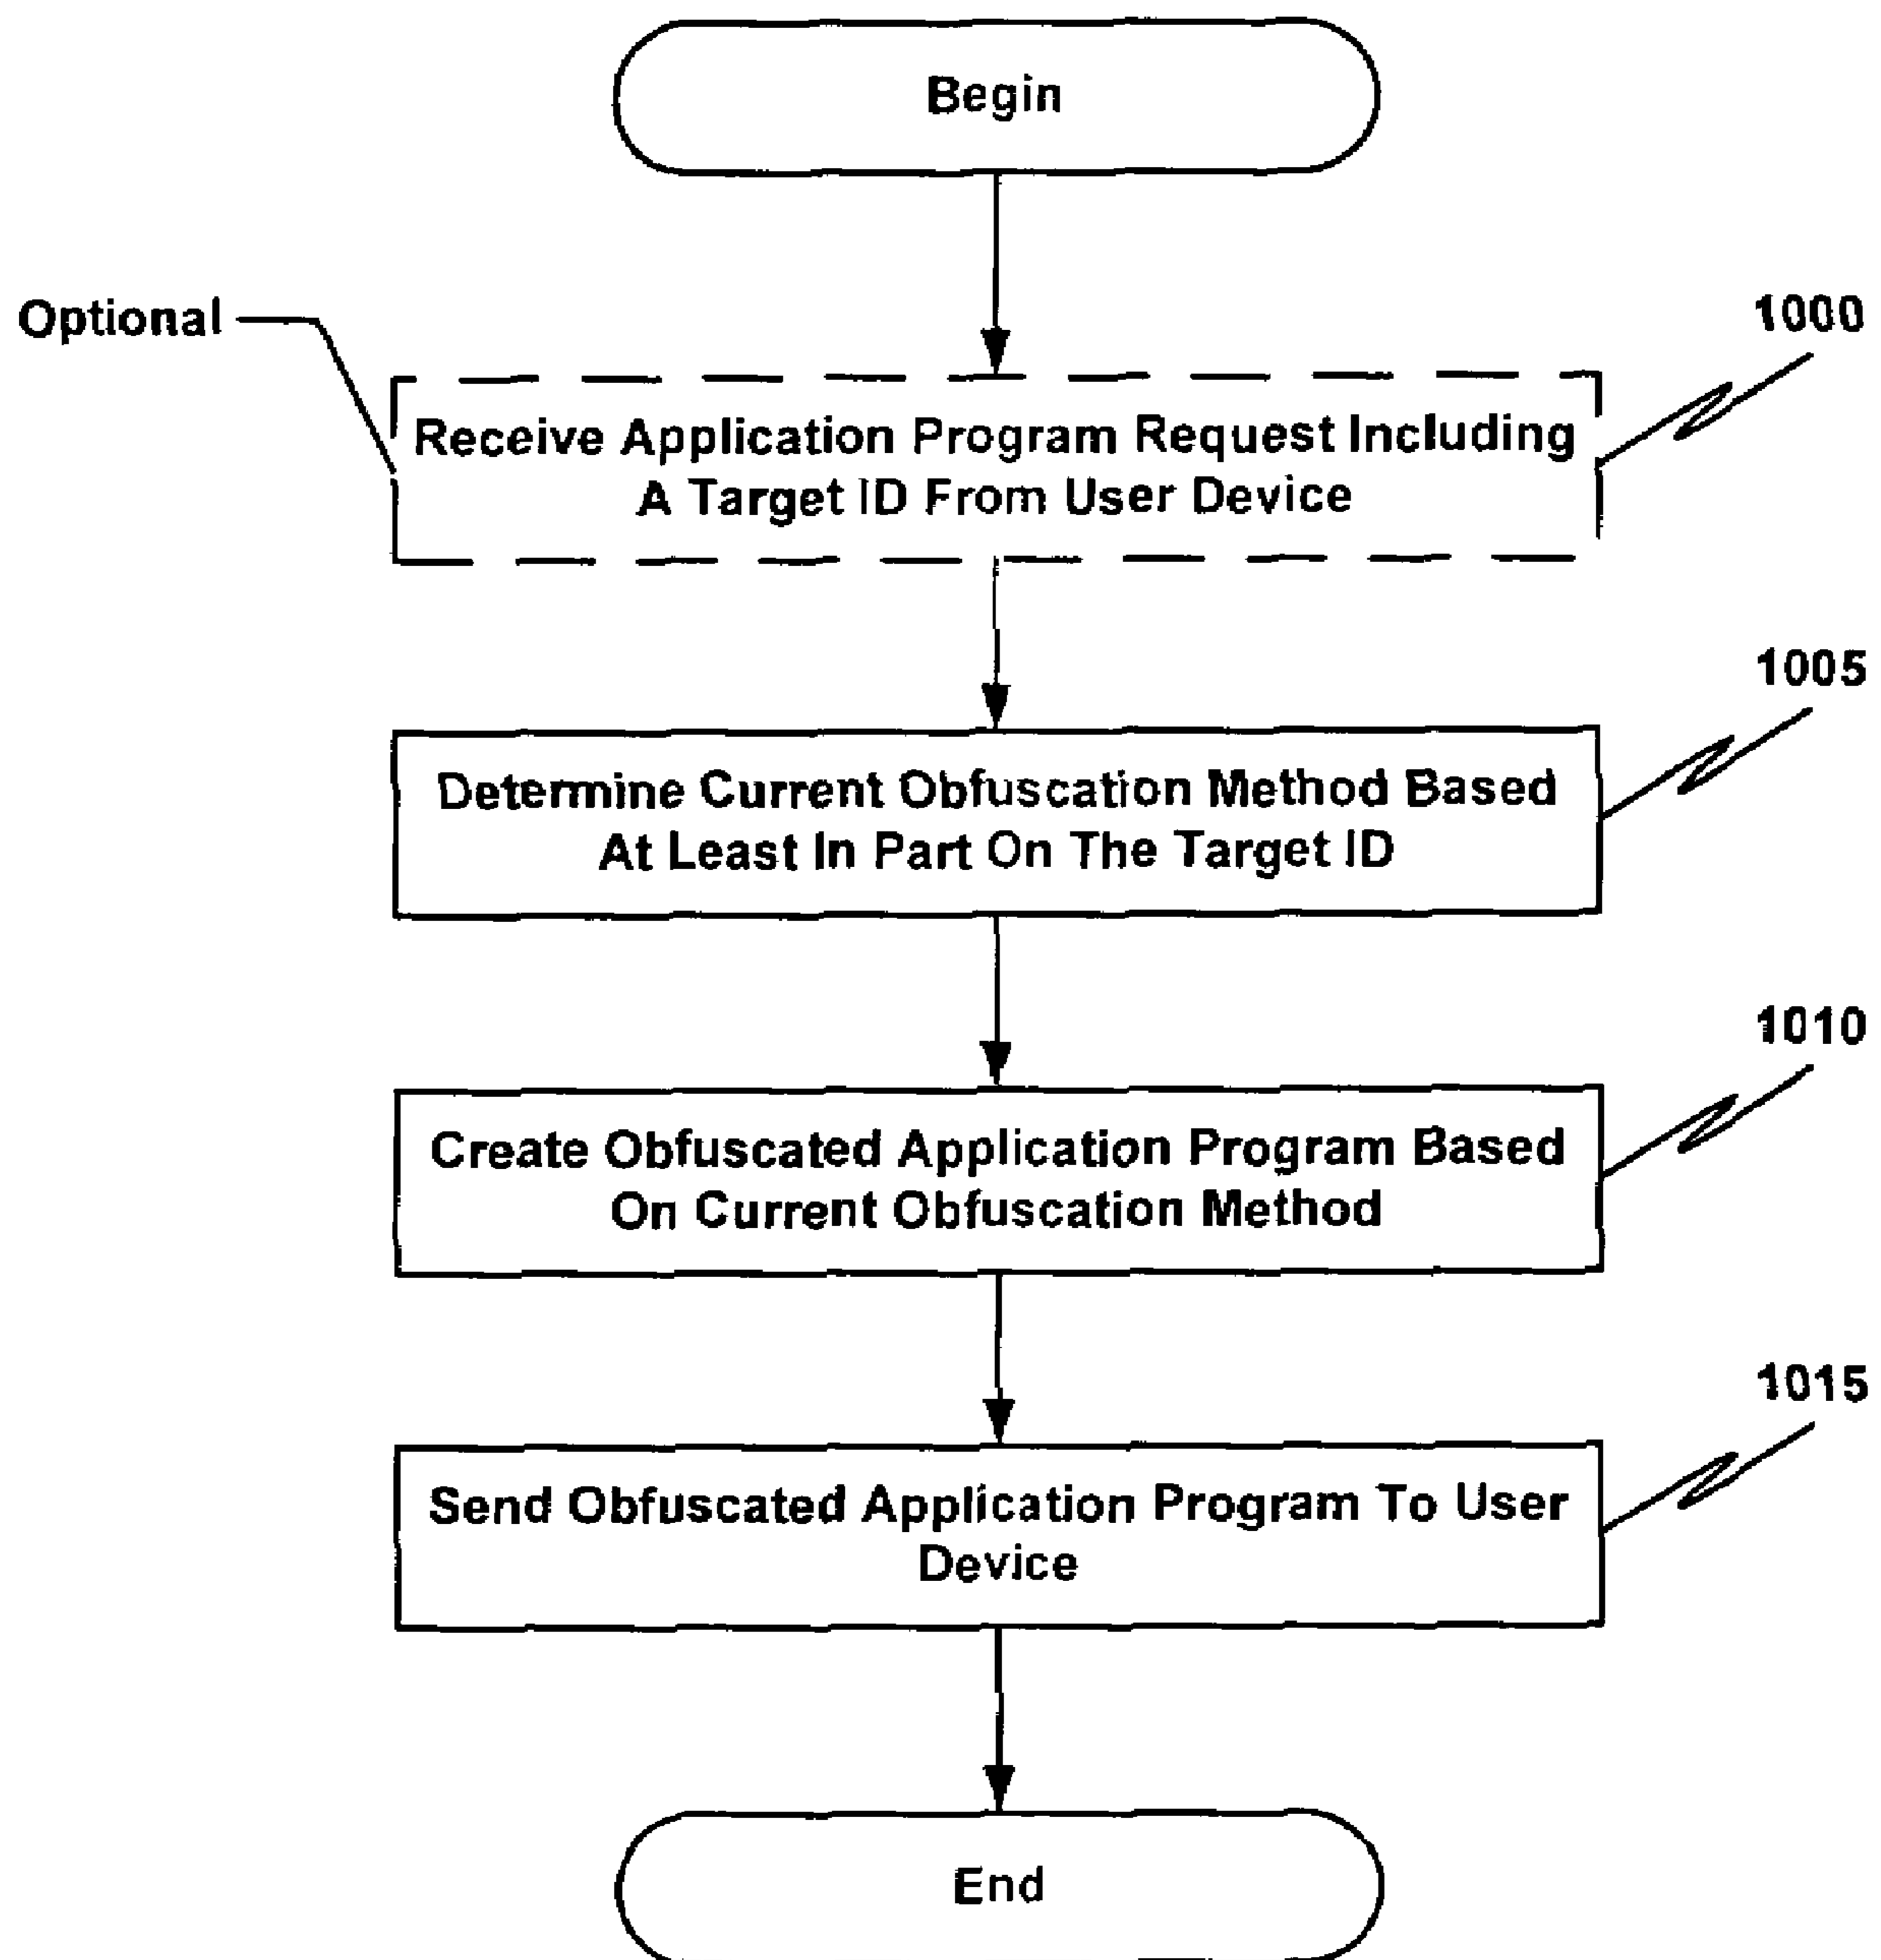 Begin
Optional
1000
Receive Application Program Request Including
A Target ID From User Device
1005
Determine Current Obfuscation Method Based
At Least In Part On The Target ID
1010
Create Obfuscated Application Program Based
On Current Obfuscation Method
1015
Send Obfuscated Application Program To User
Device
End